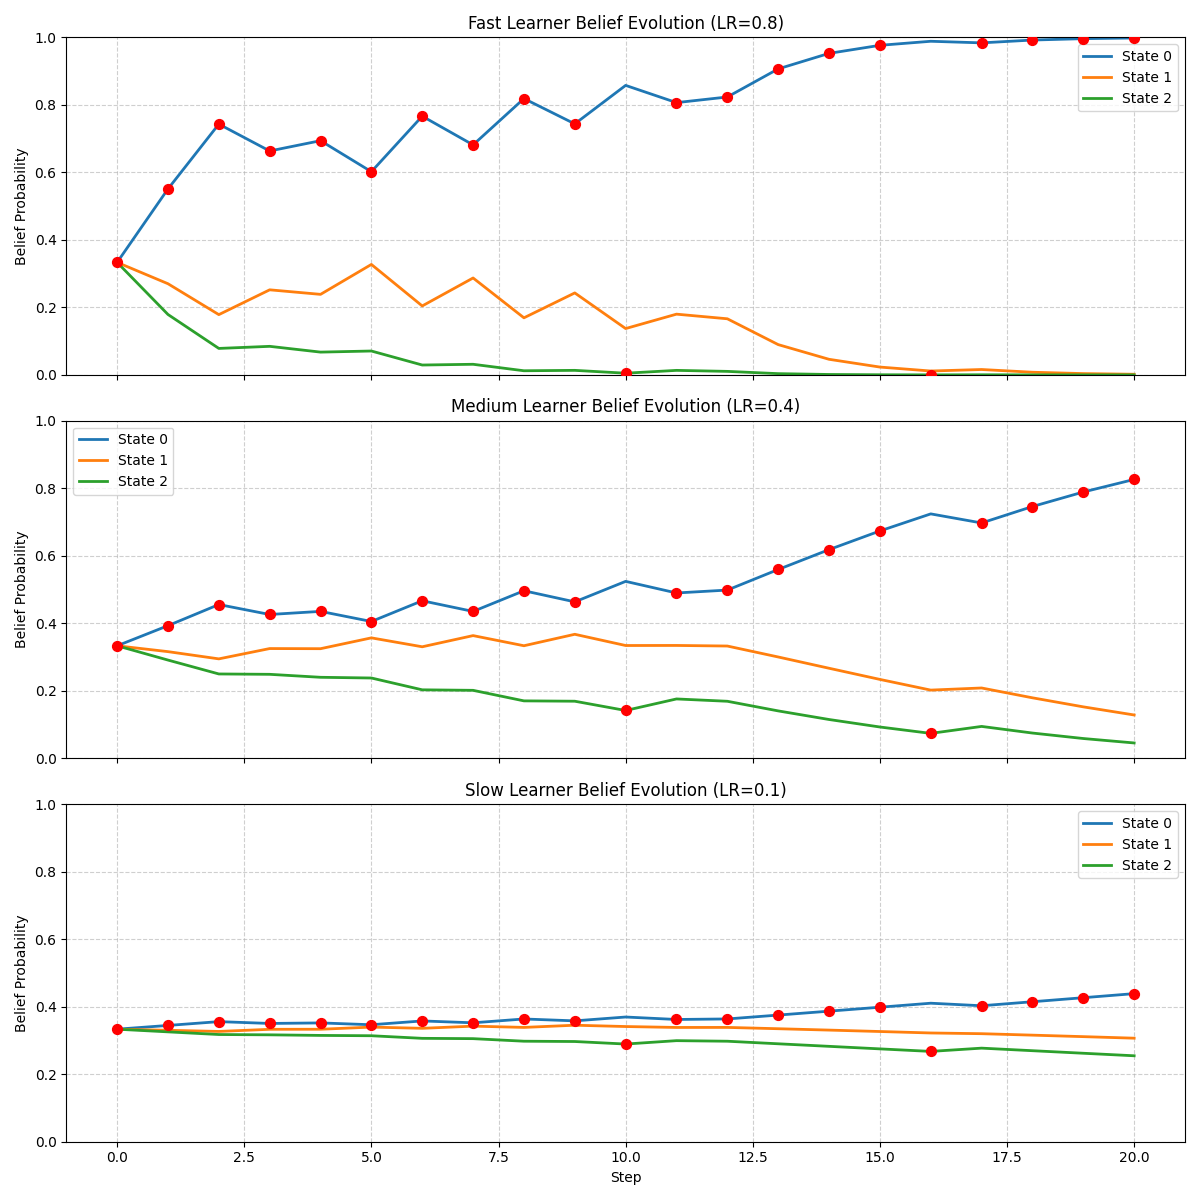 Fast Learner Belief Evolution (LR=0.8)
1.0
0.8
0.6
0.4
0.2
0.0
Belief Probability
State 0
State 1
State 2
Medium Learner Belief Evolution (LR=0.4)
1.0
0.8
0.6
0.4
0.2
0.0
Belief Probability
State 0
State 1
State 2
Slow Learner Belief Evolution (LR=0.1)
1.0
0.8
0.6
0.4
0.2
0.0
Belief Probability
State 0
State 1
State 2
0.0 2.5 5.0 7.5 10.0 12.5 15.0 17.5 20.0
Step